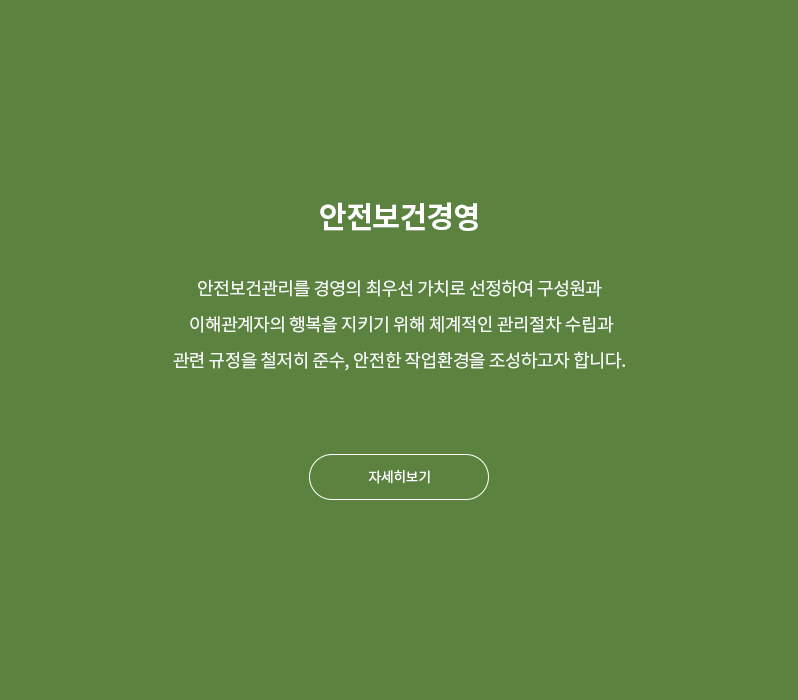 안전보건경영
안전보건관리를 경영의 최우선 가치로 선정하여 구성원과
이해관계자의 행복을 지키기 위해 체계적인 관리절차 수립과
관련 규정을 철저히 준수, 안전한 작업환경을 조성하고자 합니다.
자세히보기